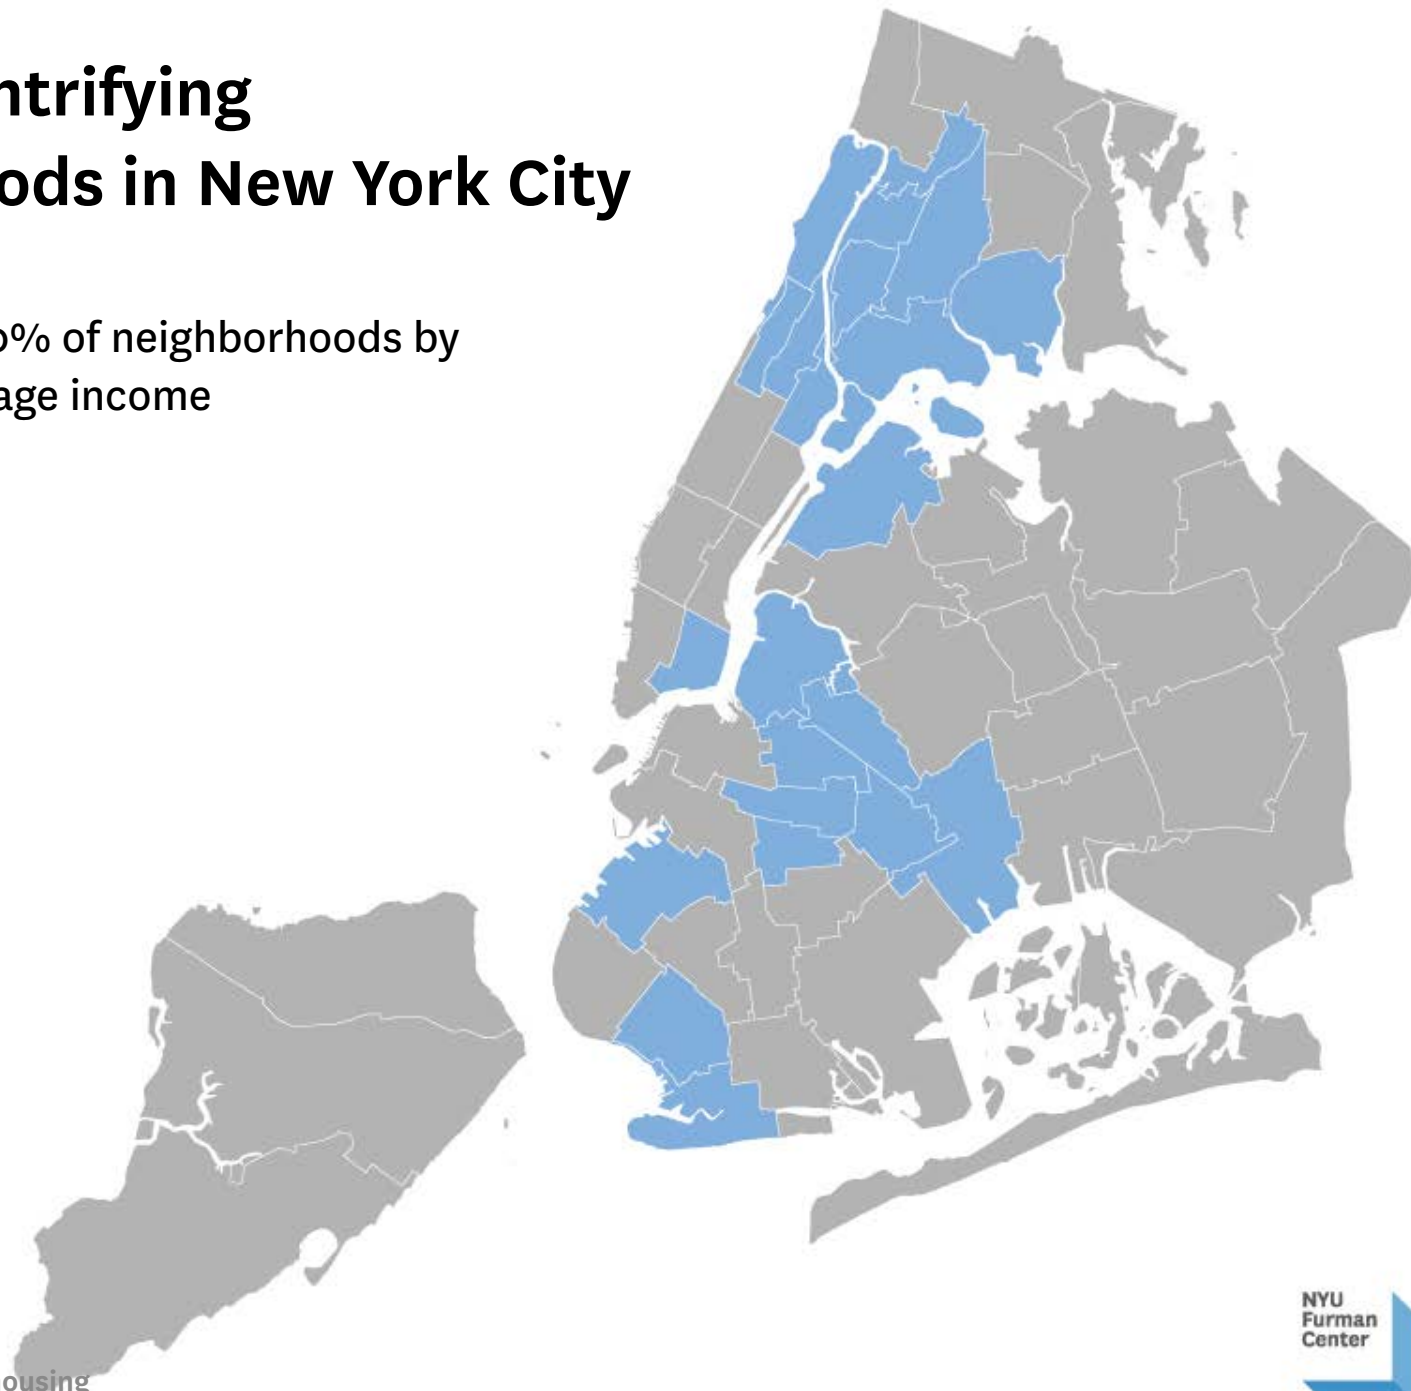 ntrifying
ods in New York City
% of neighborhoods by
age income
NYU
Furman
Center
ousing